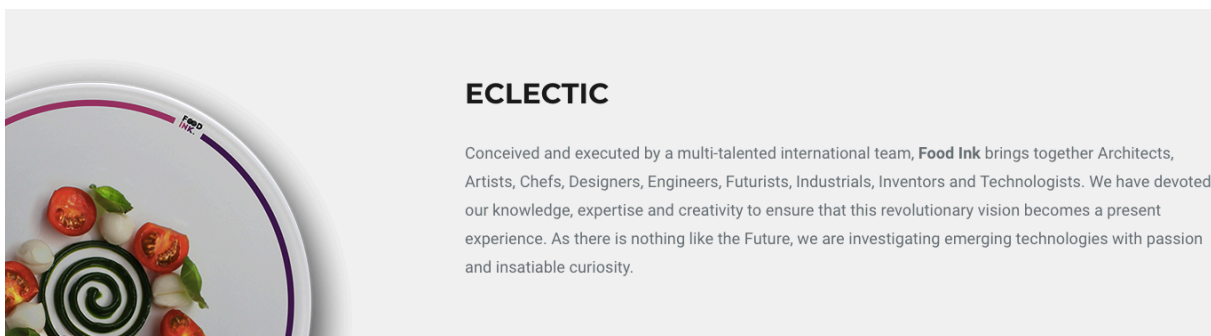 ECLECTIC
FOOD
INK.
Conceived and executed by a multi-talented international team, Food Ink brings together Architects,
Artists, Chefs, Designers, Engineers, Futurists, Industrials, Inventors and Technologists. We have devoted
our knowledge, expertise and creativity to ensure that this revolutionary vision becomes a present
experience. As there is nothing like the Future, we are investigating emerging technologies with passion
and insatiable curiosity.